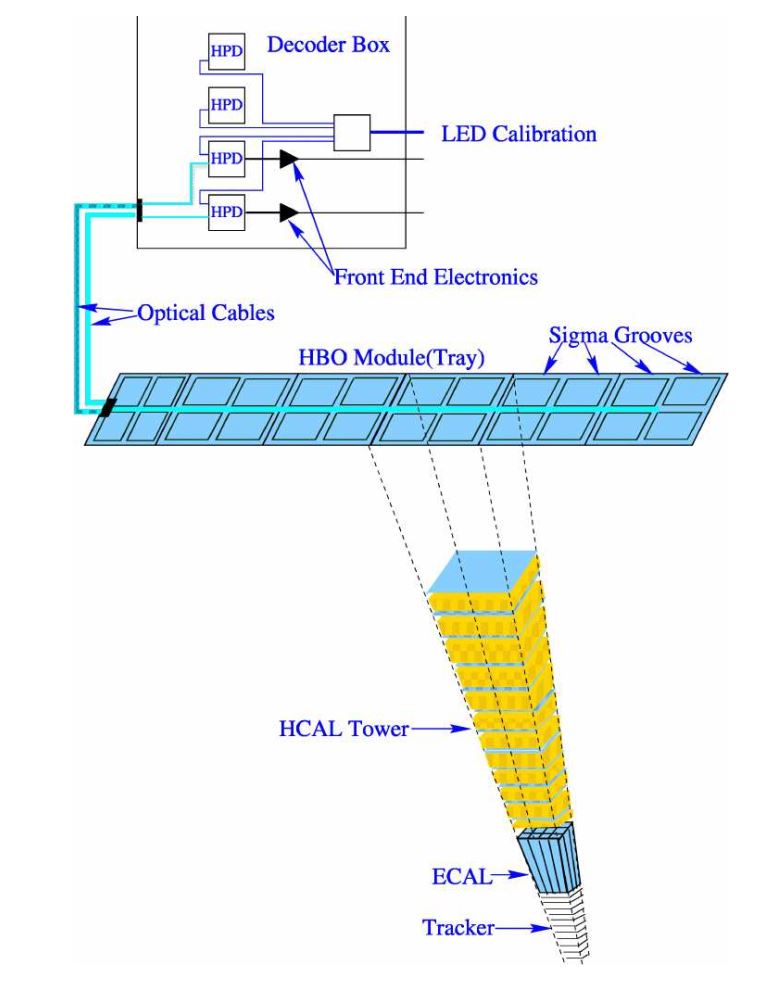 HPD
Decoder Box
HPD
LED Calibration
HPD
HPD
Front End Electronics
Optical Cables
Sigma Grooves
HBO Module(Tray)
HCAL Tower
ECAL
Tracker